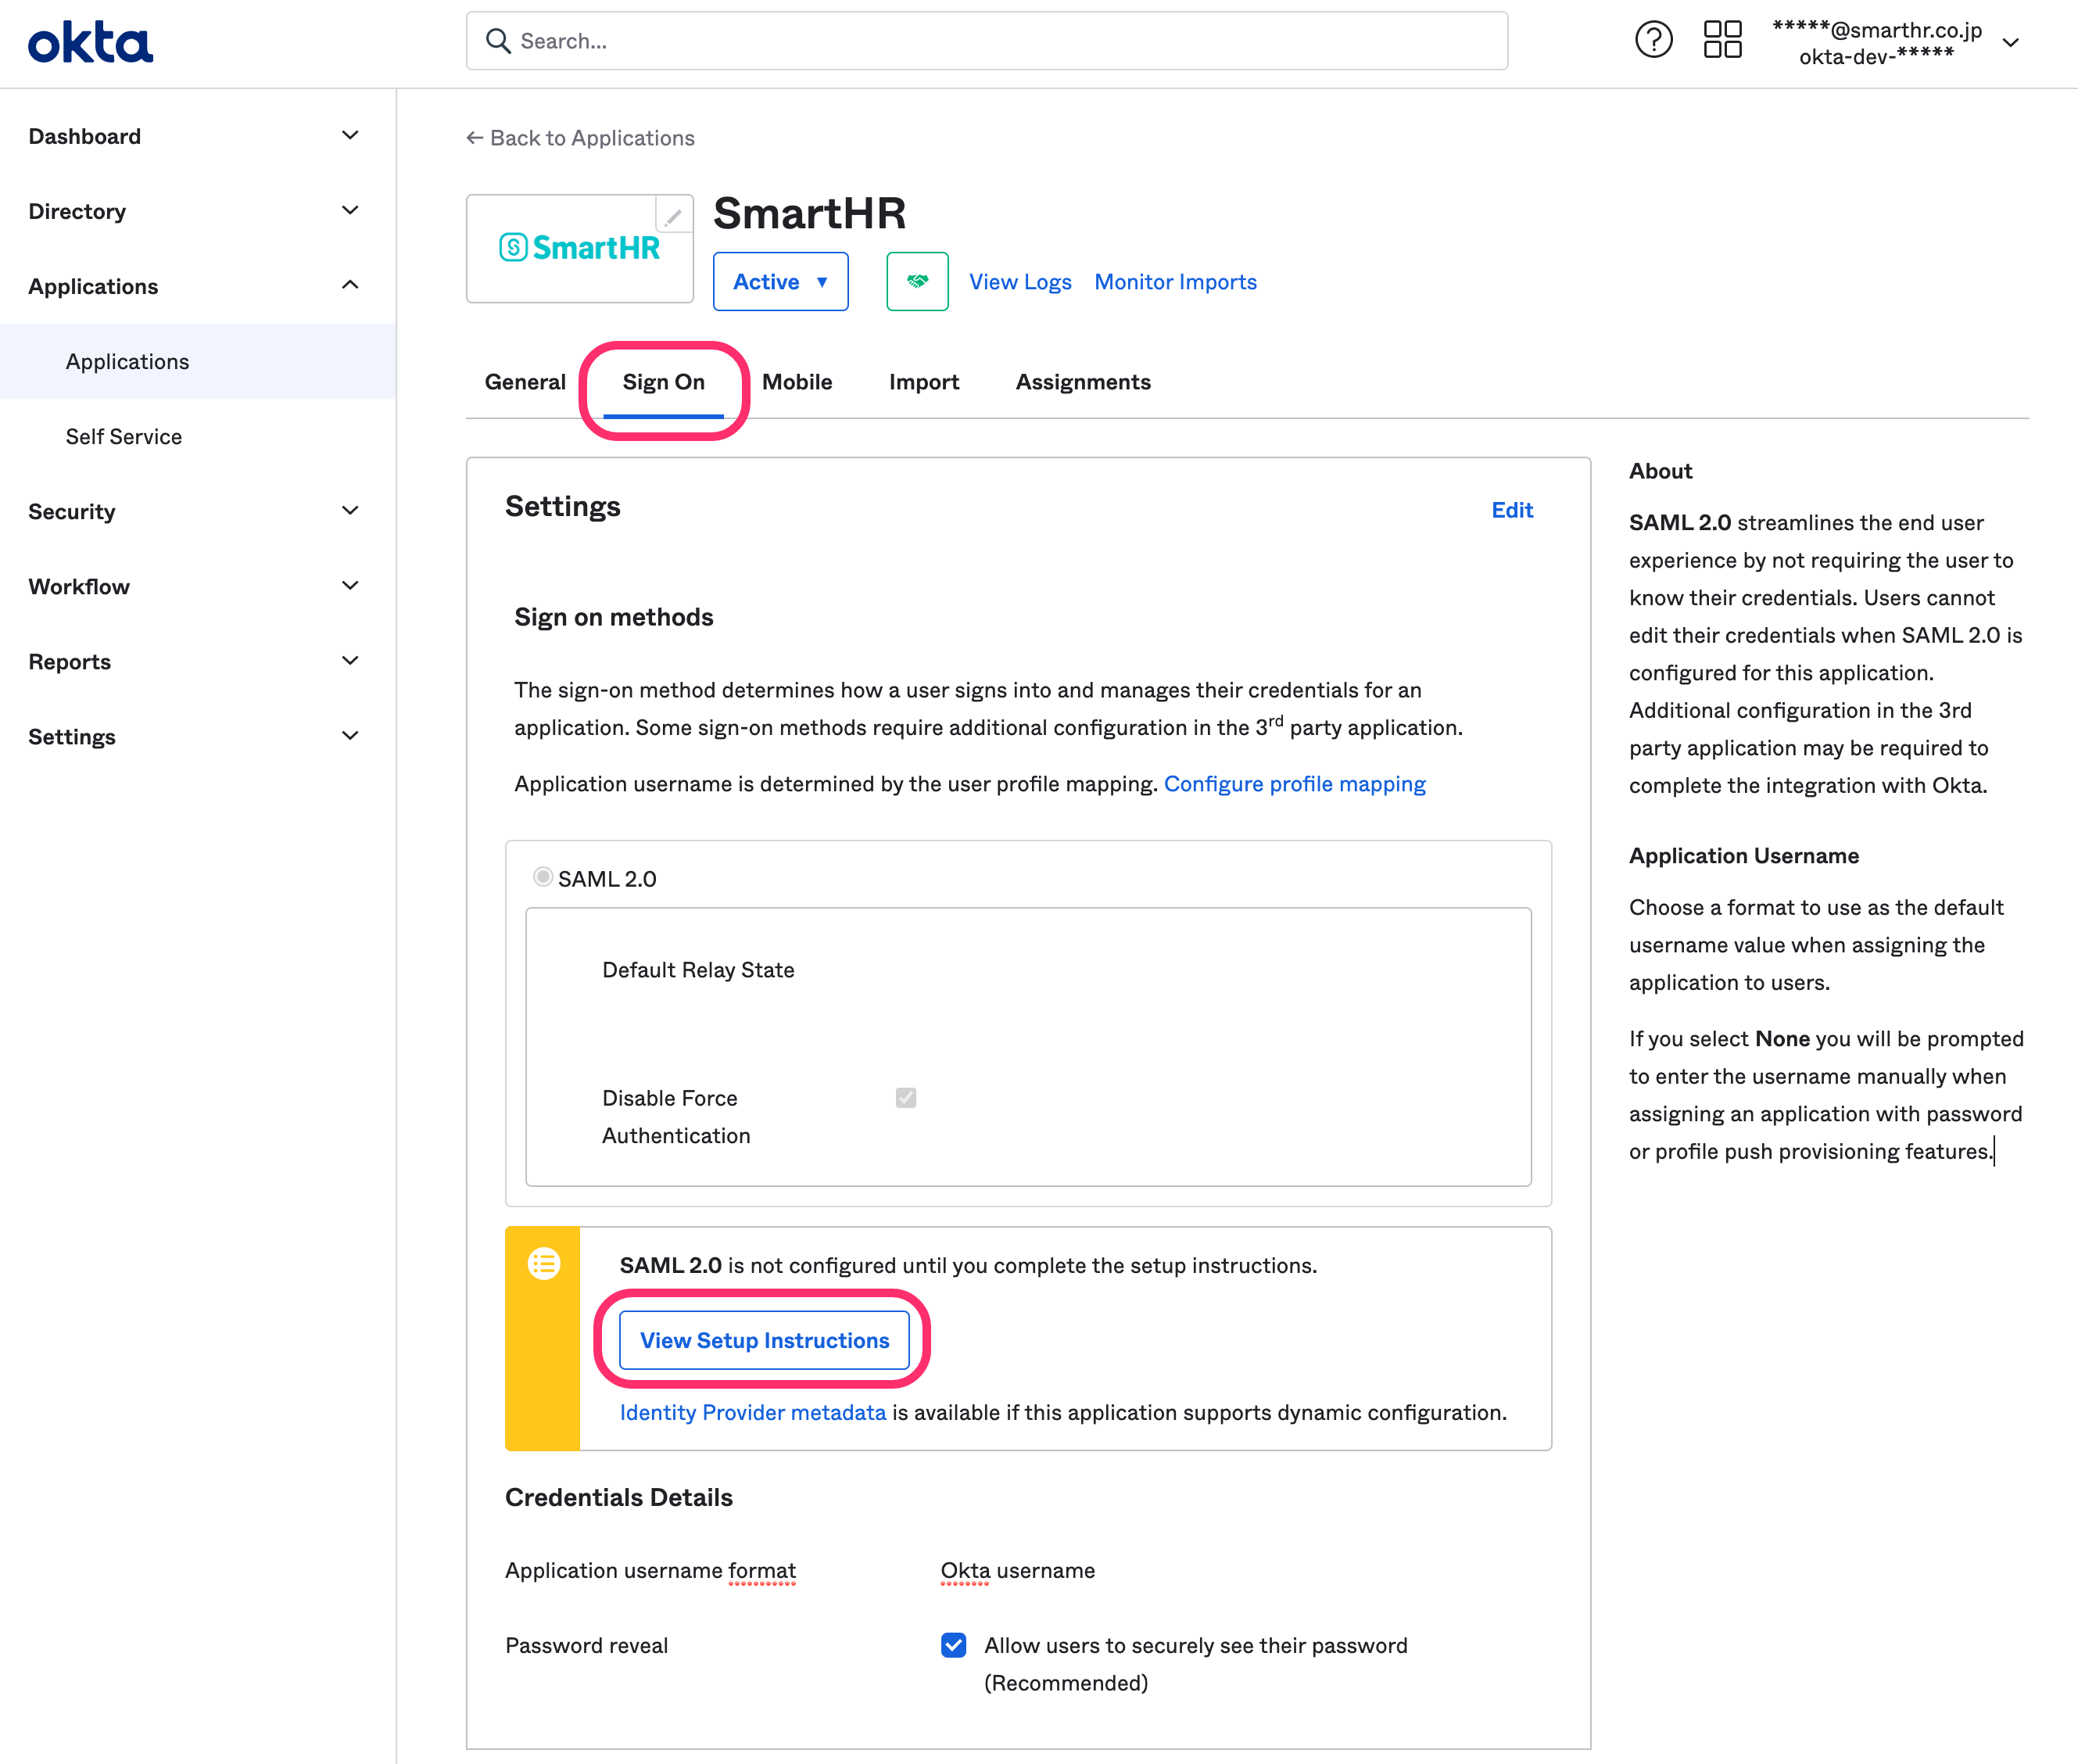 okta
Search...
*****@smarthr.co.jp
okta-dev-*****
Dashboard
Directory
Applications
Applications
Self Service
Security
Workflow
Reports
Settings
← Back to Applications
SmartHR
SmartHR
Active ▼
View Logs
Monitor Imports
General
Sign On
Mobile
Import
Assignments
Settings
Edit
Sign on methods
The sign-on method determines how a user signs into and manages their credentials for an
application. Some sign-on methods require additional configuration in the 3rd party application.
Application username is determined by the user profile mapping. Configure profile mapping
SAML 2.0
Default Relay State
Disable Force
Authentication
SAML 2.0 is not configured until you complete the setup instructions.
View Setup Instructions
Identity Provider metadata is available if this application supports dynamic configuration.
Credentials Details
Application username format
Okta username
Password reveal
Allow users to securely see their password
(Recommended)
About
SAML 2.0 streamlines the end user
experience by not requiring the user to
know their credentials. Users cannot
edit their credentials when SAML 2.0 is
configured for this application.
Additional configuration in the 3rd
party application may be required to
complete the integration with Okta.
Application Username
Choose a format to use as the default
username value when assigning the
application to users.
If you select None you will be prompted
to enter the username manually when
assigning an application with password
or profile push provisioning features.